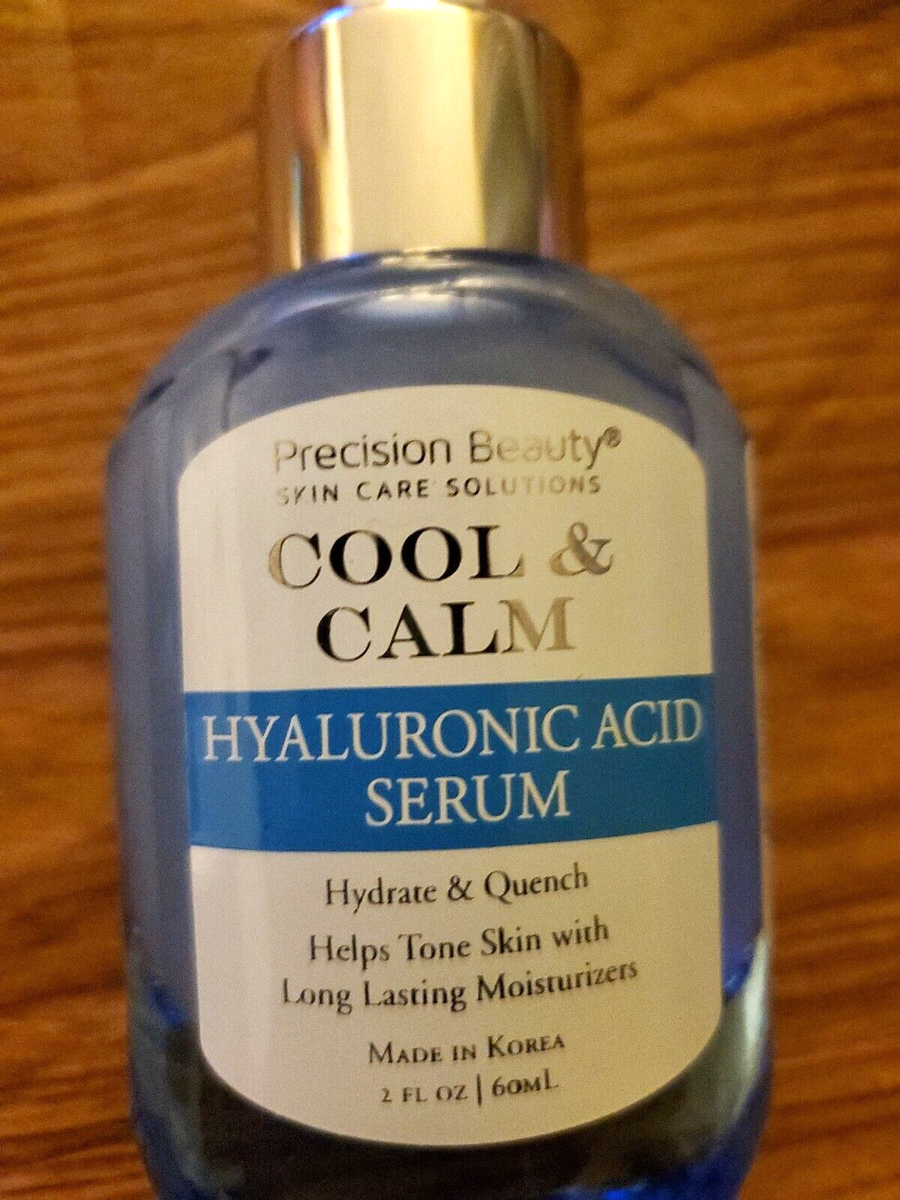 Precision Beauty®
SKIN CARE SOLUTIONS
COOL &
CALM
HYALURONIC ACID
SERUM
Hydrate & Quench
Helps Tone Skin with
Long Lasting Moisturizers
MADE IN KOREA
2 FL OZ | 60mL